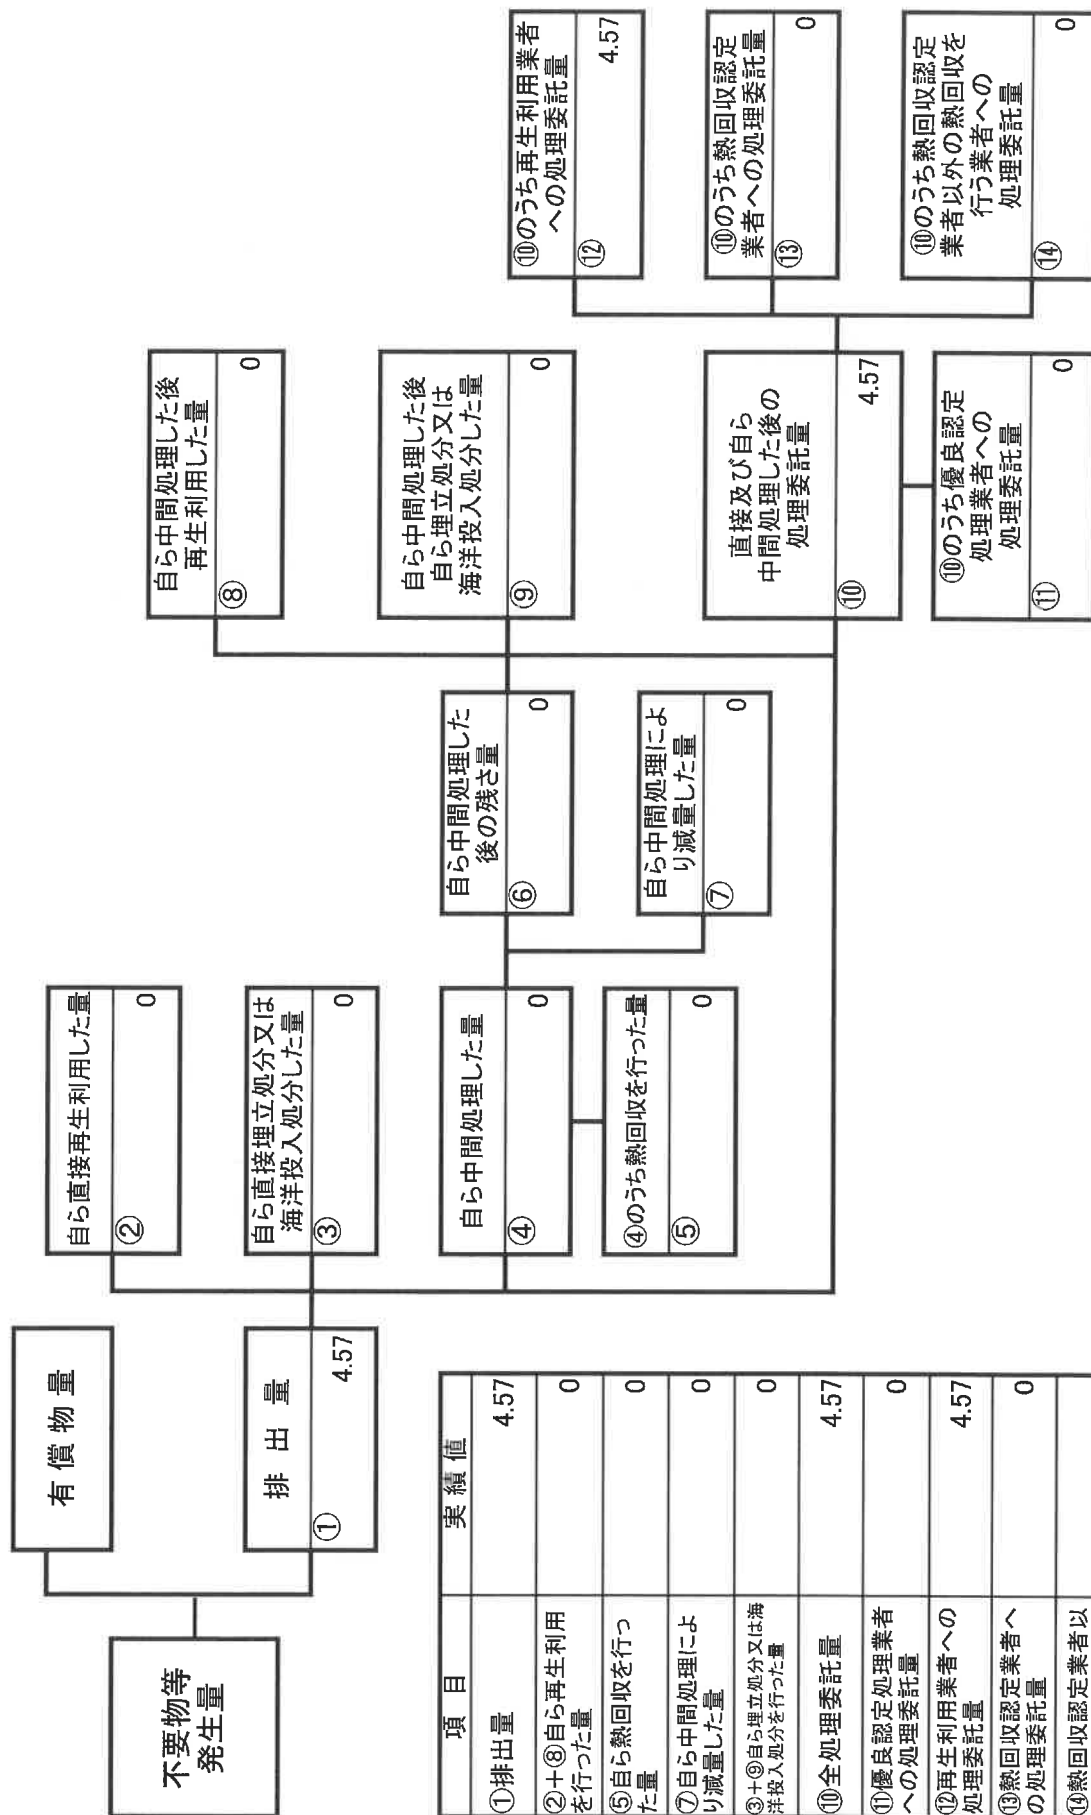 不要物等
発生量
有 償 物 量
排 出 量
① 4.57
自ら直接再生利用した量
② 0
自ら直接埋立処分又は
海洋投入処分した量
③ 0
自ら中間処理した量
④ 0
④のうち熱回収を行った量
⑤ 0
自ら中間処理した
後の残さ量
⑥ 0
自ら中間処理によ
り減量した量
⑦ 0
自ら中間処理した後
再生利用した量
⑧ 0
自ら中間処理した後
自ら埋立処分又は
海洋投入処分した量
⑨ 0
直接及び自ら
中間処理した後の
処理委託量
⑩ 4.57
⑩のうち優良認定
処理業者への
処理委託量
⑪ 0
⑩のうち再生利用業者
への処理委託量
⑫ 4.57
⑩のうち熱回収認定
業者への処理委託量
⑬ 0
⑩のうち熱回収認定
業者以外の熱回収を
行う業者への
処理委託量
⑭ 0
項 目 実 績 値
①排出量 4.57
②+⑧自ら再生利用
を行った量 0
⑤自ら熱回収を行っ
た量 0
⑦自ら中間処理によ
り減量した量 0
③+⑨自ら埋立処分又は海
洋投入処分を行った量 0
⑩全処理委託量 4.57
⑪優良認定処理業者
への処理委託量 0
⑫再生利用業者への
処理委託量 4.57
⑬熱回収認定業者へ
の処理委託量 0
⑭熱回収認定業者以